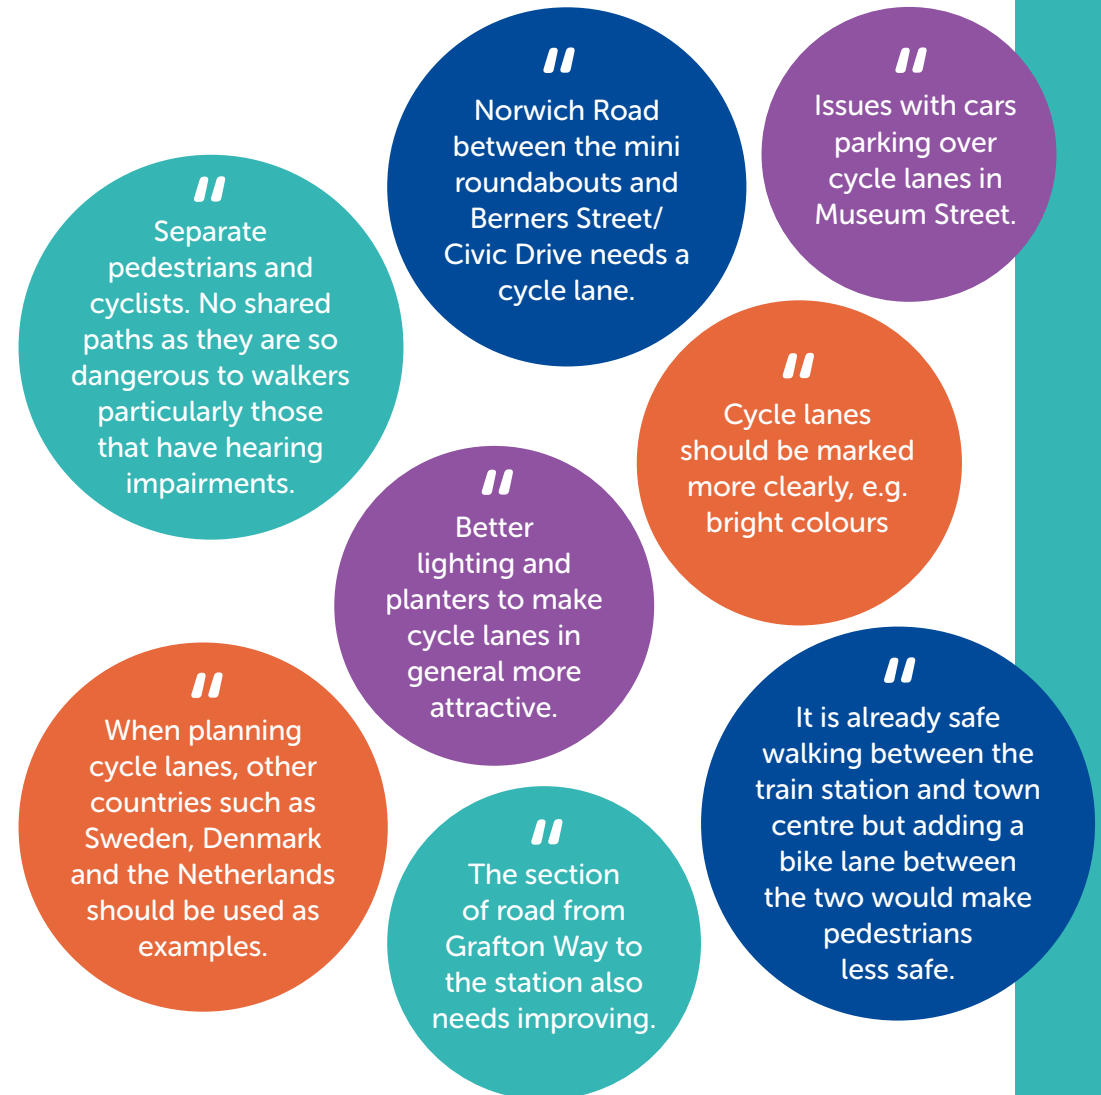 "
Norwich Road
between the mini
roundabouts and
Berners Street/
Civic Drive needs a
cycle lane.
"
Issues with cars
parking over
cycle lanes in
Museum Street.
"
Separate
pedestrians and
cyclists. No shared
paths as they are so
dangerous to walkers
particularly those
that have hearing
impairments.
"
Cycle lanes
should be marked
more clearly, e.g.
bright colours
"
Better
lighting and
planters to make
cycle lanes in
general more
attractive.
"
When planning
cycle lanes, other
countries such as
Sweden, Denmark
and the Netherlands
should be used as
examples.
"
It is already safe
walking between the
train station and town
centre but adding a
bike lane between
the two would make
pedestrians
less safe.
"
The section
of road from
Grafton Way to
the station also
needs improving.